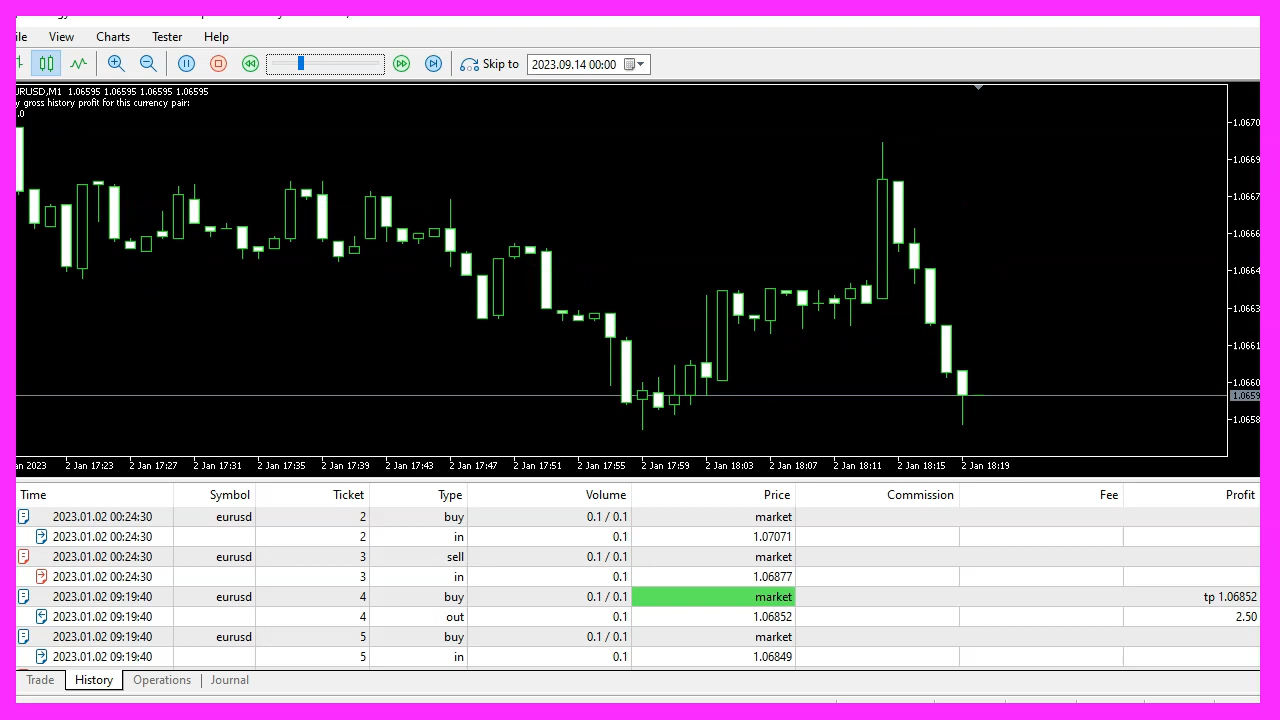 ile View Charts Tester Help
Skip to 2023.09.14 00:00
URUSD,M1 1.06595 1.06595 1.06595 1.06595
y gross history profit for this currency pair:
.0
1.0670
1.0669
1.0667
1.0666
1.0664
1.0663
1.0661
1.0660
1.0659
1.0658
an 2023 2 Jan 17:23 2 Jan 17:27 2 Jan 17:31 2 Jan 17:35 2 Jan 17:39 2 Jan 17:43 2 Jan 17:47 2 Jan 17:51 2 Jan 17:55 2 Jan 17:59 2 Jan 18:03 2 Jan 18:07 2 Jan 18:11 2 Jan 18:15 2 Jan 18:19
Time Symbol Ticket Type Volume Price Commission Fee Profit
2023.01.02 00:24:30 eurusd 2 buy 0.1 / 0.1 market
2023.01.02 00:24:30 2 in 0.1 1.07071
2023.01.02 00:24:30 eurusd 3 sell 0.1 / 0.1 market
2023.01.02 00:24:30 3 in 0.1 1.06877
2023.01.02 09:19:40 eurusd 4 buy 0.1 / 0.1 market tp 1.06852
2023.01.02 09:19:40 4 out 0.1 1.06852 2.50
2023.01.02 09:19:40 eurusd 5 buy 0.1 / 0.1 market
2023.01.02 09:19:40 5 in 0.1 1.06849
Trade History Operations Journal